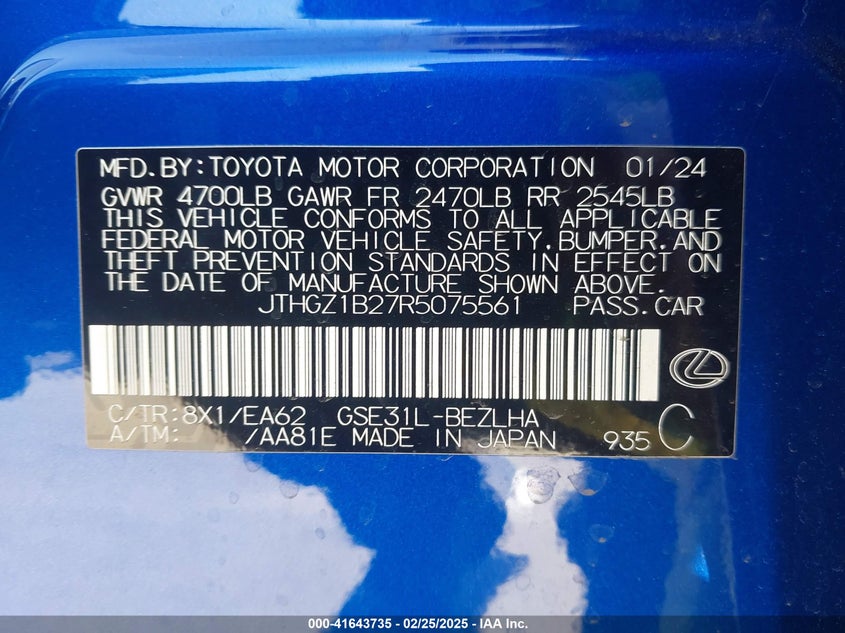 MFD.BY:TOYOTA MOTOR CORPORATION 01/24
GVWR 4700LB GAWR FR 2470LB RR 2545LB
THIS VEHICLE CONFORMS TO ALL APPLICABLE
FEDERAL MOTOR VEHICLE SAFETY,BUMPER,AND
THEFT PREVENTION STANDARDS IN EFFECT ON
THE DATE OF MANUFACTURE SHOWN ABOVE.
JTHGZ1B27R5075561 PASS.CAR
C/TR:8X1/EA62 GSE31L-BEZLHA
A/TM: /AA81E MADE IN JAPAN 935 C
000-41643735 - 02/25/2025 - IAA Inc.